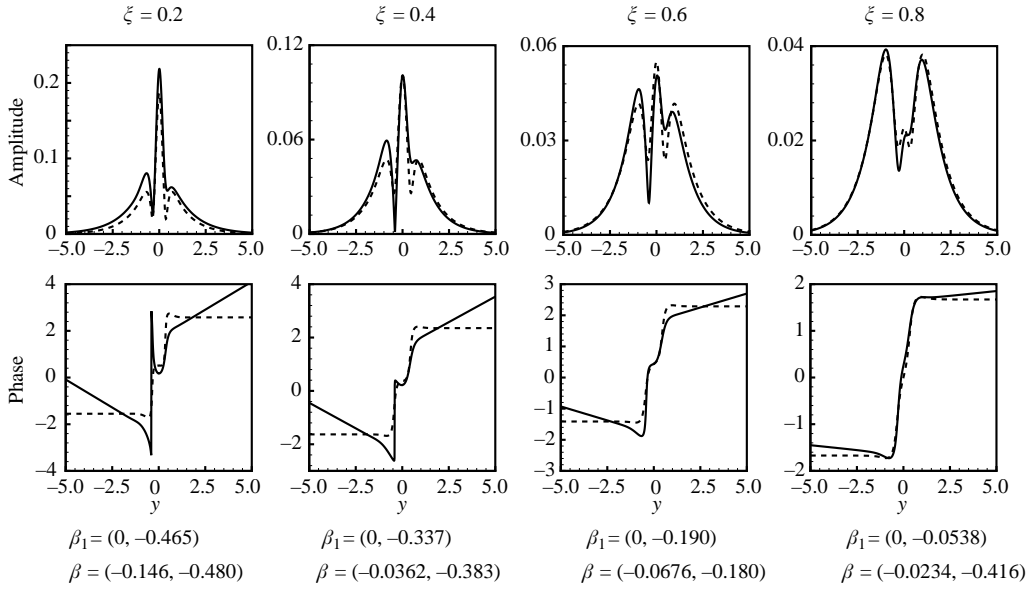 ξ = 0.2 ξ = 0.4 ξ = 0.6 ξ = 0.8
0.2 0.1 0
0.12 0.06 0
0.06 0.03 0
0.04 0.02 0
Amplitude
–5.0 –2.5 0 2.5 5.0 –5.0 –2.5 0.0 2.5 5.0 –5.0 –2.5 0.0 2.5 5.0 –5.0 –2.5 0.0 2.5 5.0
4 2 0 –2 –4
4 2 0 –2
3 2 1 0 –1 –2 –3
2 1 0 –1 –2
Phase
–5.0 –2.5 0 2.5 5.0 –5.0 –2.5 0 2.5 5.0 –5.0 –2.5 0 2.5 5.0 –5.0 –2.5 0 2.5 5.0
y y y y
β1 = (0, –0.465) β1 = (0, –0.337) β1 = (0, –0.190) β1 = (0, –0.0538)
β = (–0.146, –0.480) β = (–0.0362, –0.383) β = (–0.0676, –0.180) β = (–0.0234, –0.416)